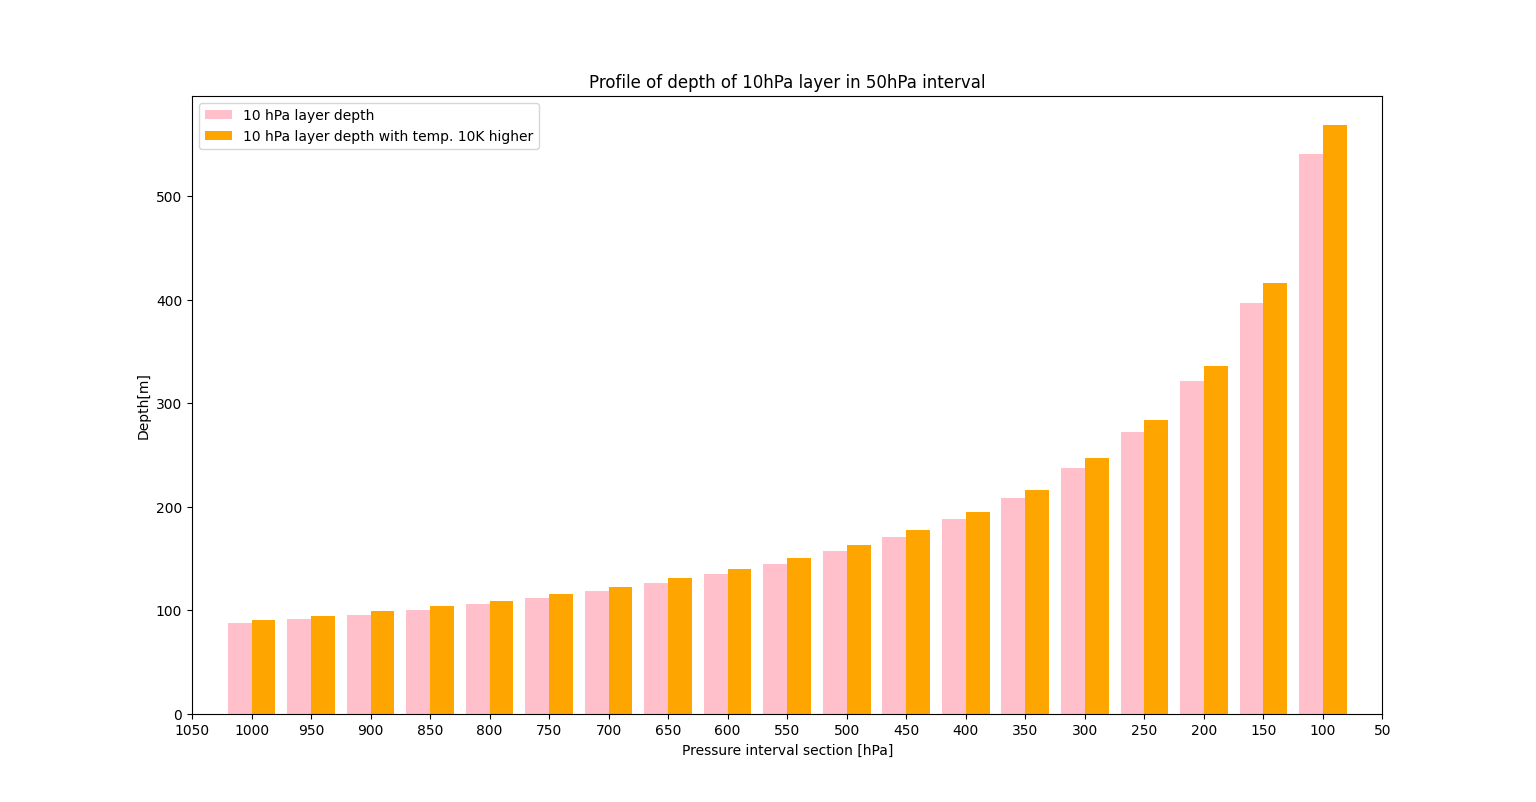 Profile of depth of 10hPa layer in 50hPa interval
10 hPa layer depth
10 hPa layer depth with temp. 10K higher
500
400
300
200
100
0
Depth[m]
1050 1000 950 900 850 800 750 700 650 600 550 500 450 400 350 300 250 200 150 100 50
Pressure interval section [hPa]